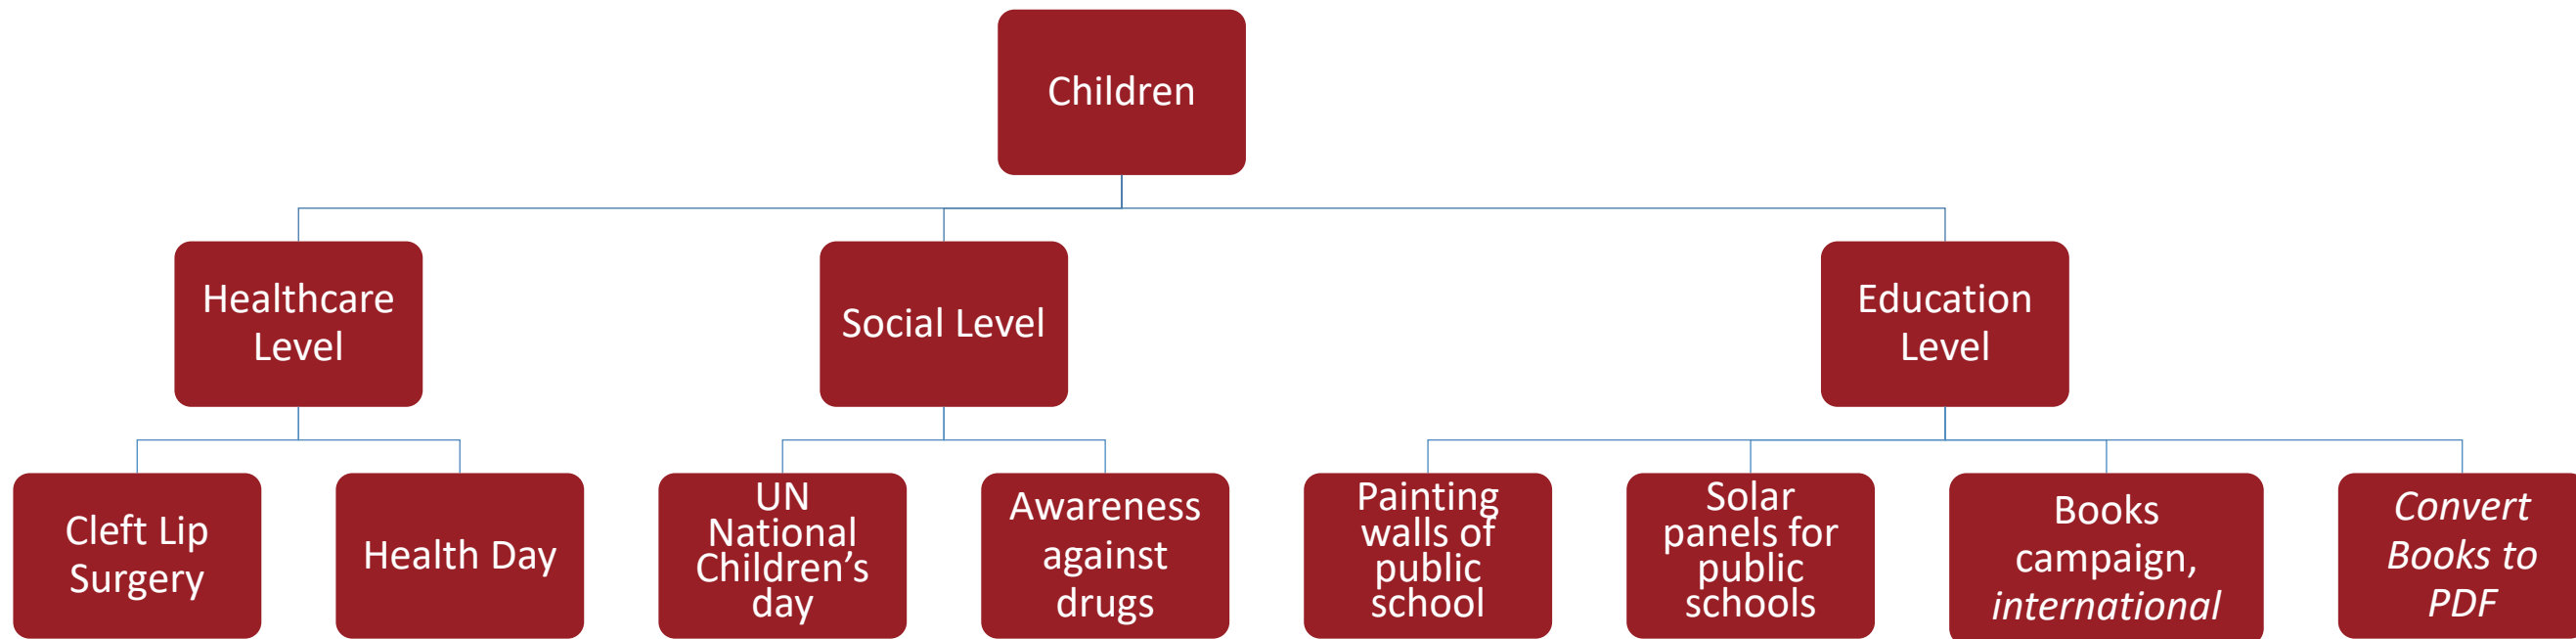 Children
Healthcare
Level
Social Level
Education
Level
Cleft Lip
Surgery
Health Day
UN
National
Children’s
day
Awareness
against
drugs
Painting
walls of
public
school
Solar
panels for
public
schools
Books
campaign,
international
Convert
Books to
PDF